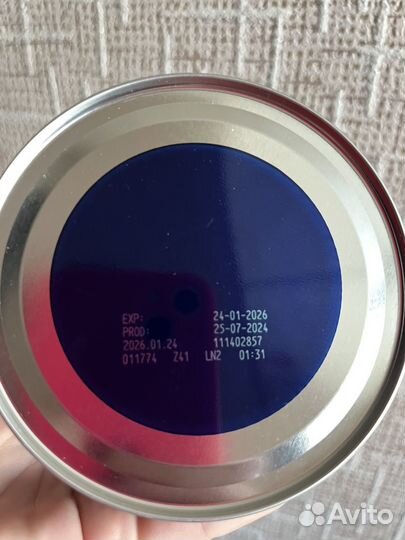 EXP: 24-01-2026
PROD: 25-07-2024
2026.01.24 111402857
011774 Z41 LN2 01:31
Avito